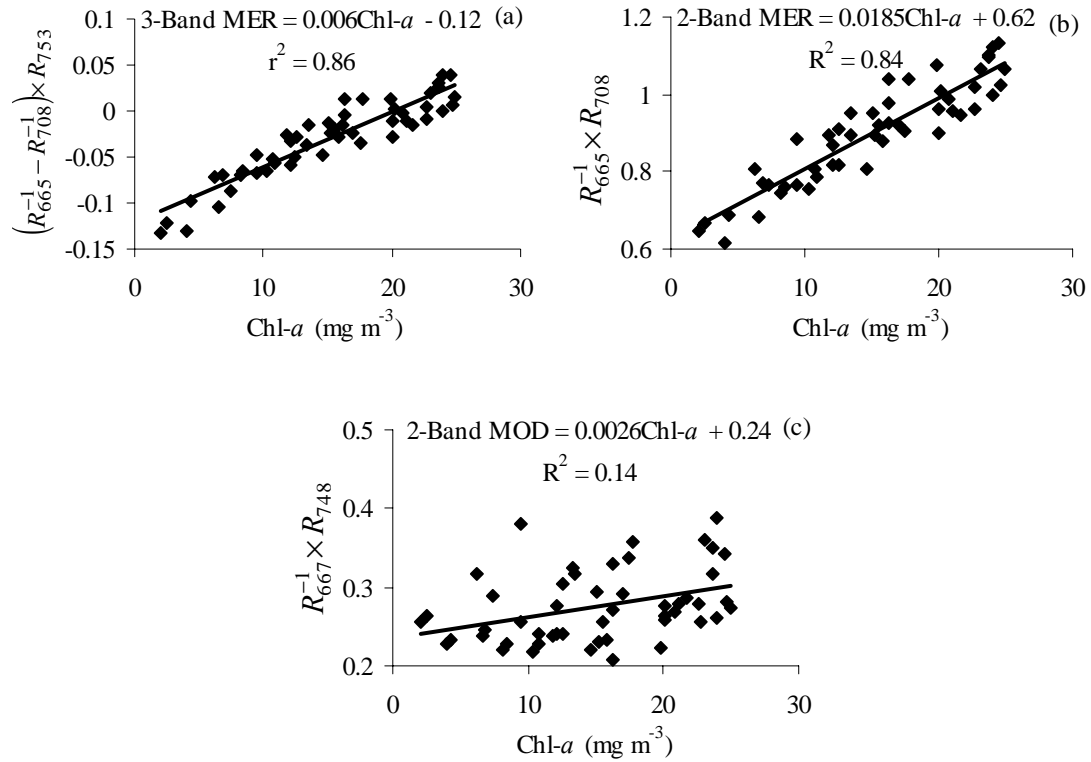 3-Band MER = 0.006Chl-a - 0.12 (a)
r² = 0.86
(R₆₆₅⁻¹ − R₇₀₈⁻¹) × R₇₅₃
0.1
0.05
0
-0.05
-0.1
-0.15
0 10 20 30
Chl-a (mg m⁻³)
2-Band MER = 0.0185Chl-a + 0.62 (b)
R² = 0.84
R₆₆₅⁻¹ × R₇₀₈
1.2
1
0.8
0.6
0 10 20 30
Chl-a (mg m⁻³)
2-Band MOD = 0.0026Chl-a + 0.24 (c)
R² = 0.14
R₆₆₇⁻¹ × R₇₄₈
0.5
0.4
0.3
0.2
0 10 20 30
Chl-a (mg m⁻³)